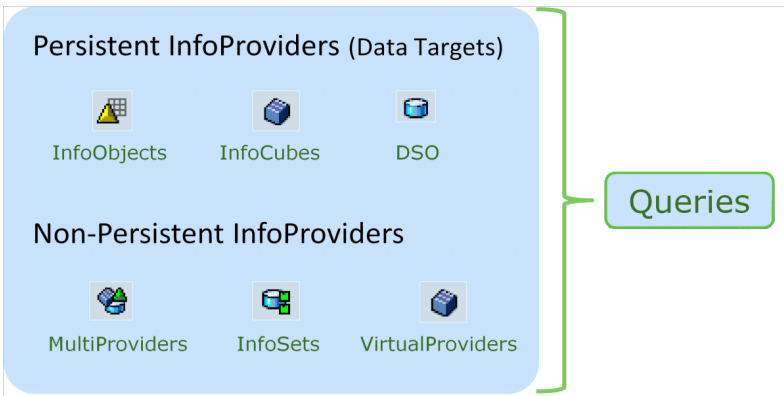 Persistent InfoProviders (Data Targets)
InfoObjects InfoCubes DSO
Queries
Non-Persistent InfoProviders
MultiProviders InfoSets VirtualProviders